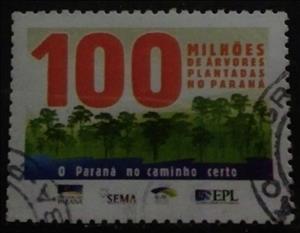 100
MILHÕES
DE ÁRVORES
PLANTADAS
NO PARANÁ
O Paraná no caminho certo
SEMA
EPL